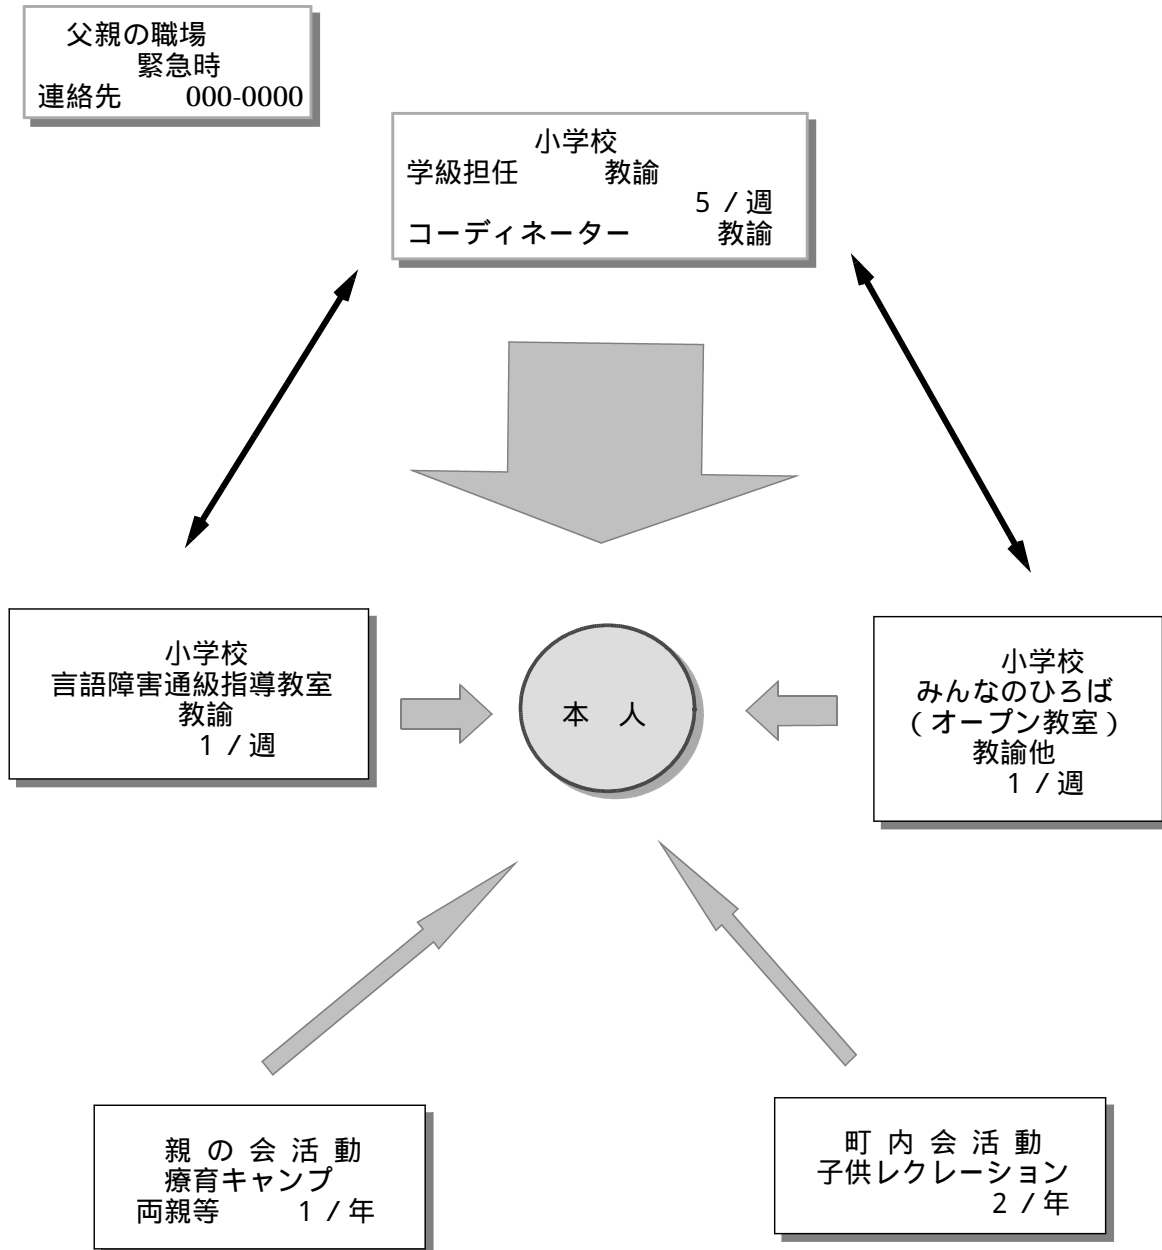 父親の職場
緊急時
連絡先 000-0000
小学校
学級担任 教諭
5／週
コーディネーター 教諭
小学校
言語障害通級指導教室
教諭
1／週
本 人
小学校
みんなのひろば
（オープン教室）
教諭他
1／週
親 の 会 活 動
療育キャンプ
両親等 1／年
町 内 会 活 動
子供レクレーション
2／年